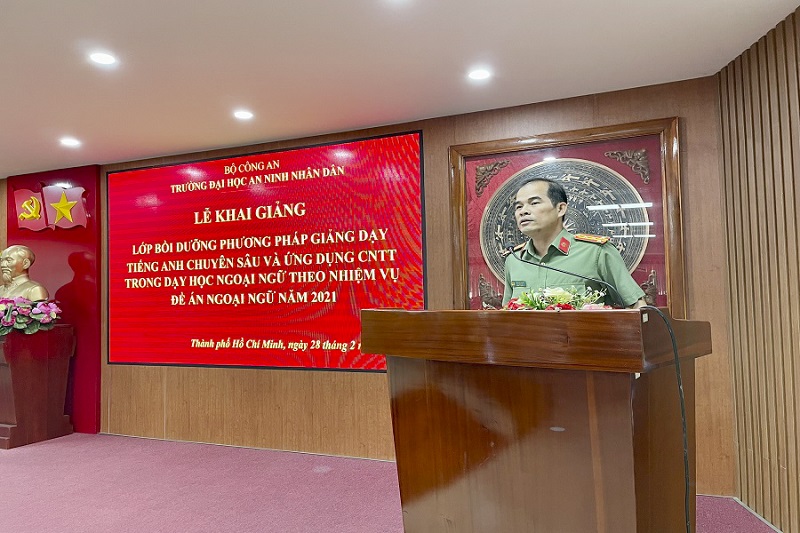 BỘ CÔNG AN
TRƯỜNG ĐẠI HỌC AN NINH NHÂN DÂN
LỄ KHAI GIẢNG
LỚP BỒI DƯỠNG PHƯƠNG PHÁP GIẢNG DẠY
TIẾNG ANH CHUYÊN SÂU VÀ ỨNG DỤNG CNTT
TRONG DẠY HỌC NGOẠI NGỮ THEO NHIỆM VỤ
ĐỀ ÁN NGOẠI NGỮ NĂM 2021
Thành phố Hồ Chí Minh, ngày 28 tháng 2